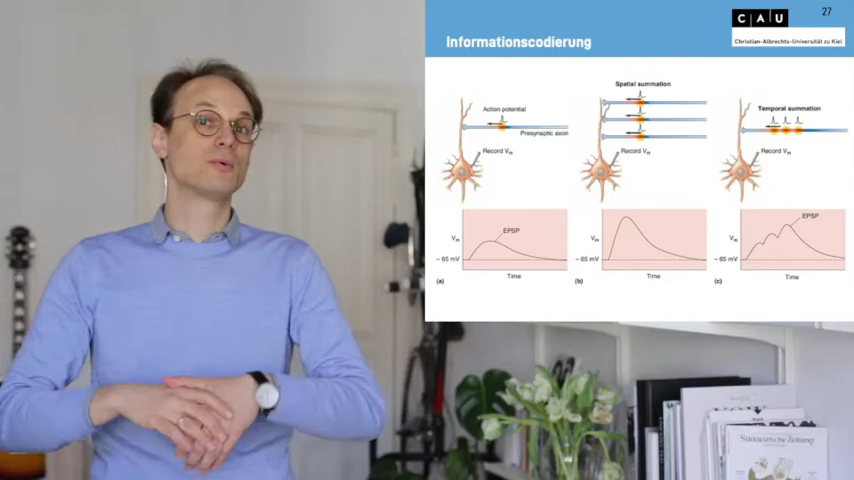 27
CAU
Christian-Albrechts-Universität zu Kiel
Informationscodierung
Action potential
Presynaptic axon
Record Vm
EPSP
Vm
– 65 mV
Time
(a)
Spatial summation
Record Vm
Vm
– 65 mV
Time
(b)
Temporal summation
Record Vm
EPSP
Vm
– 65 mV
Time
(c)
Süddeutsche Zeitung